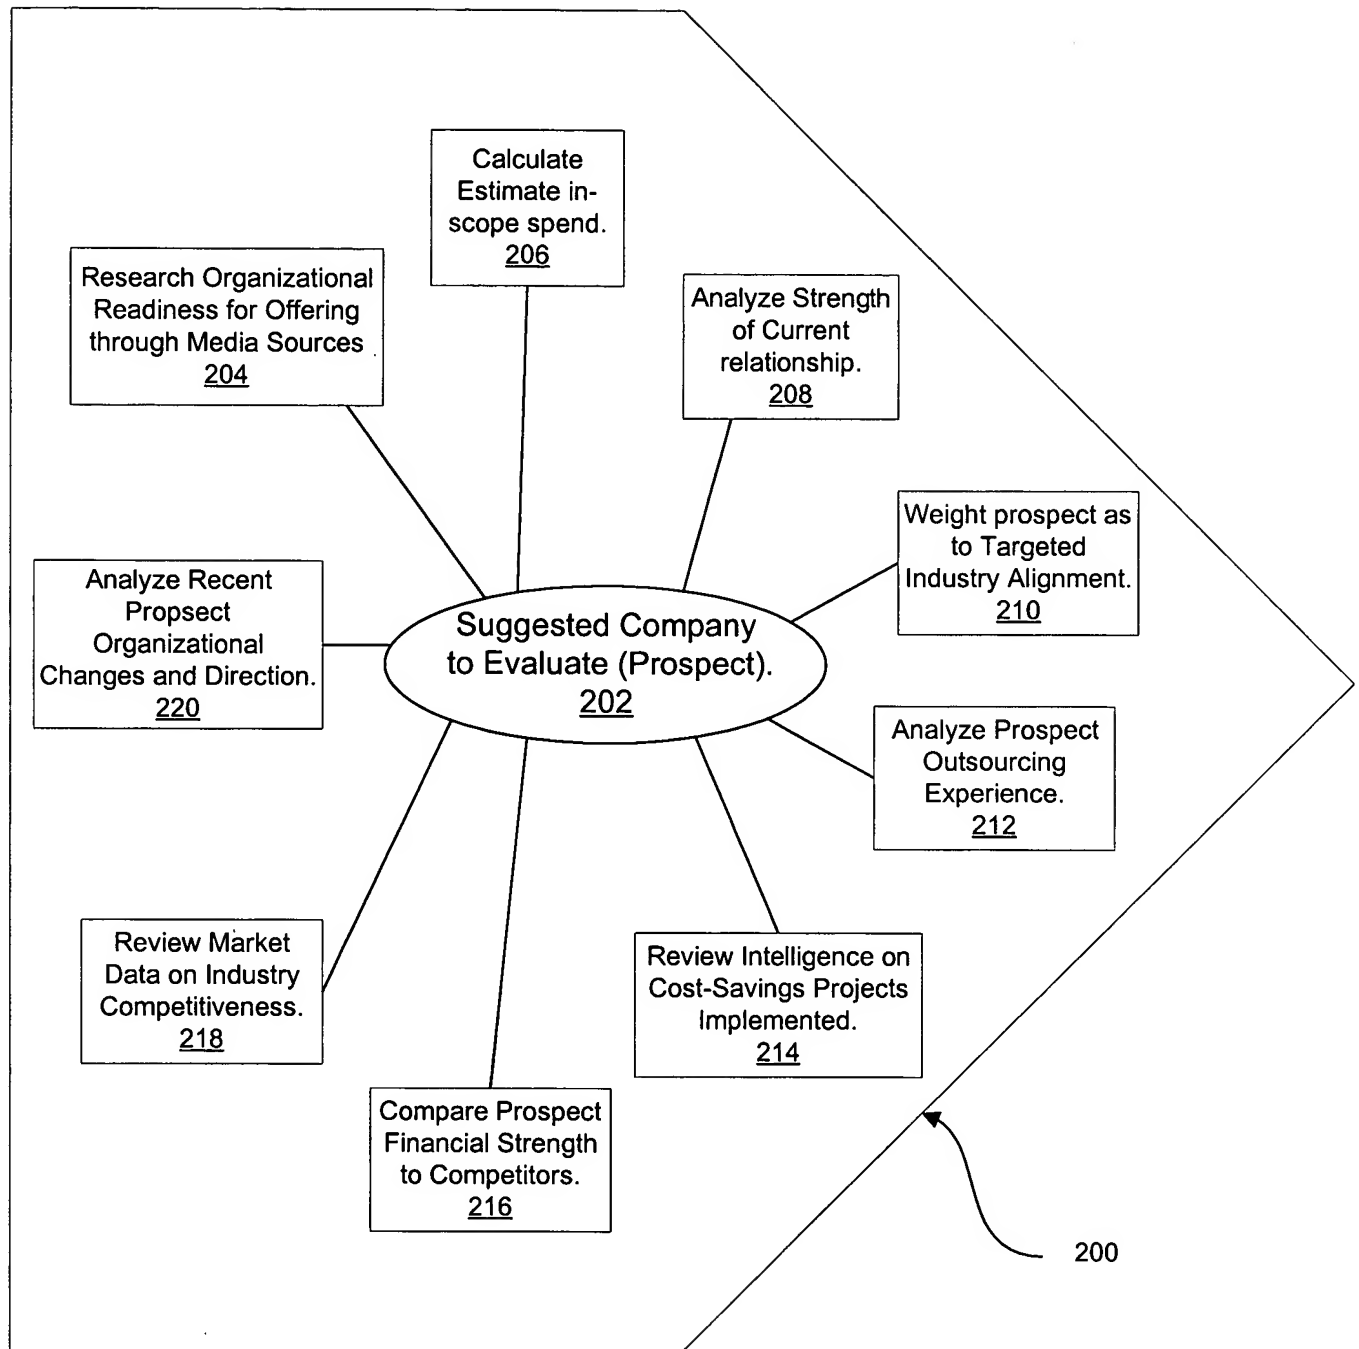 Calculate
Estimate in-
scope spend.
206
Research Organizational
Readiness for Offering
through Media Sources
204
Analyze Strength
of Current
relationship.
208
Weight prospect as
to Targeted
Industry Alignment.
210
Analyze Recent
Propsect
Organizational
Changes and Direction.
220
Suggested Company
to Evaluate (Prospect).
202
Analyze Prospect
Outsourcing
Experience.
212
Review Market
Data on Industry
Competitiveness.
218
Review Intelligence on
Cost-Savings Projects
Implemented.
214
Compare Prospect
Financial Strength
to Competitors.
216
200